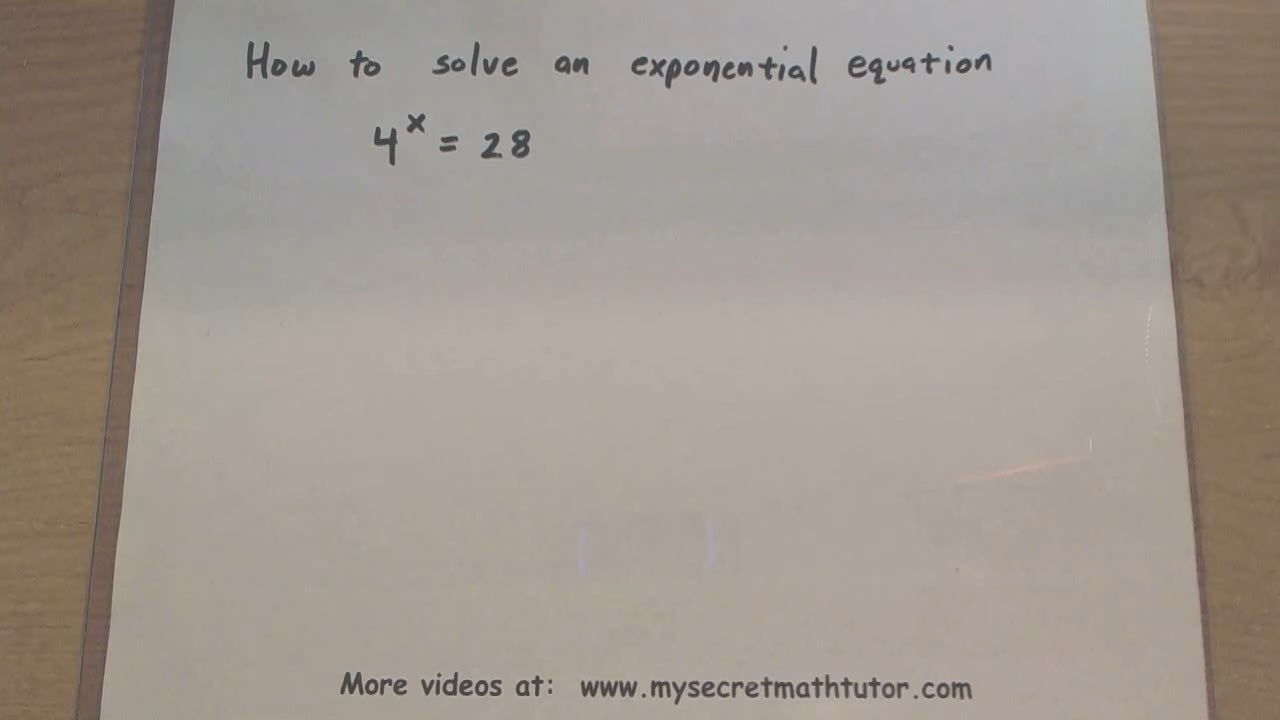 How to solve an exponential equation
4^x = 28
More videos at: www.mysecretmathtutor.com